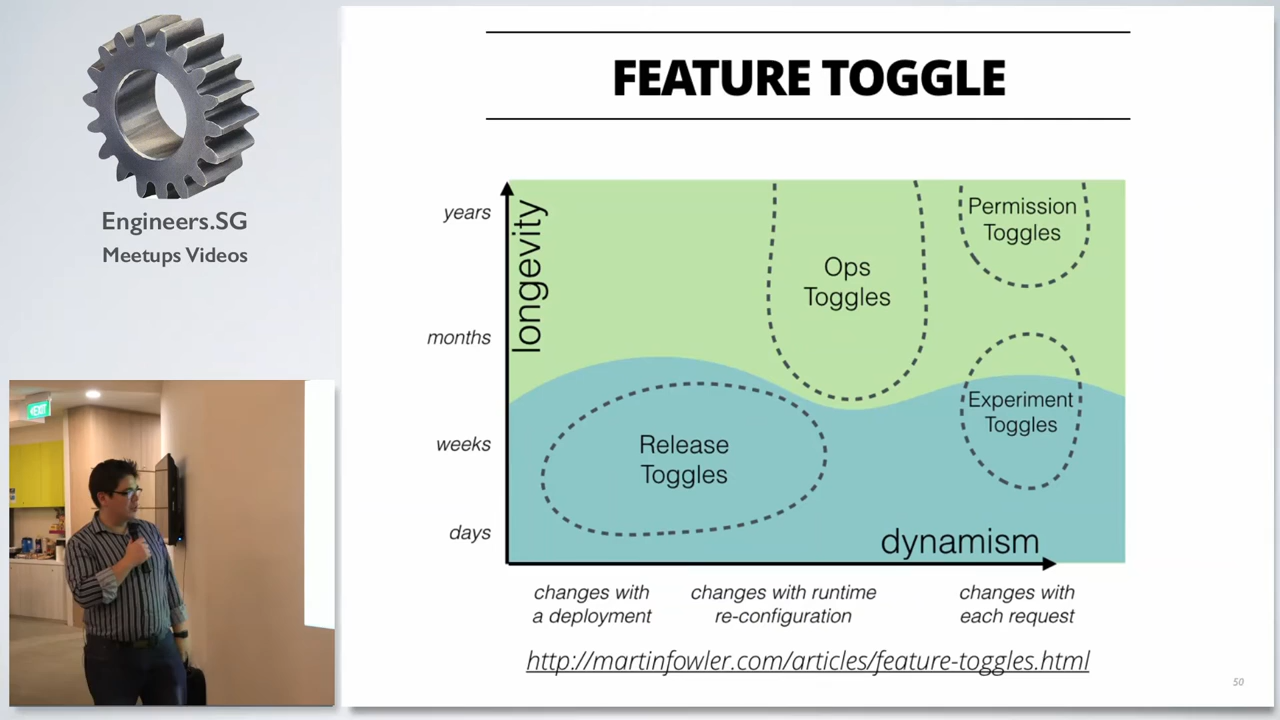 Engineers.SG
Meetups Videos
EXIT
FEATURE TOGGLE
years
months
weeks
days
longevity
Ops
Toggles
Permission
Toggles
Experiment
Toggles
Release
Toggles
dynamism
changes with
a deployment
changes with runtime
re-configuration
changes with
each request
http://martinfowler.com/articles/feature-toggles.html
50